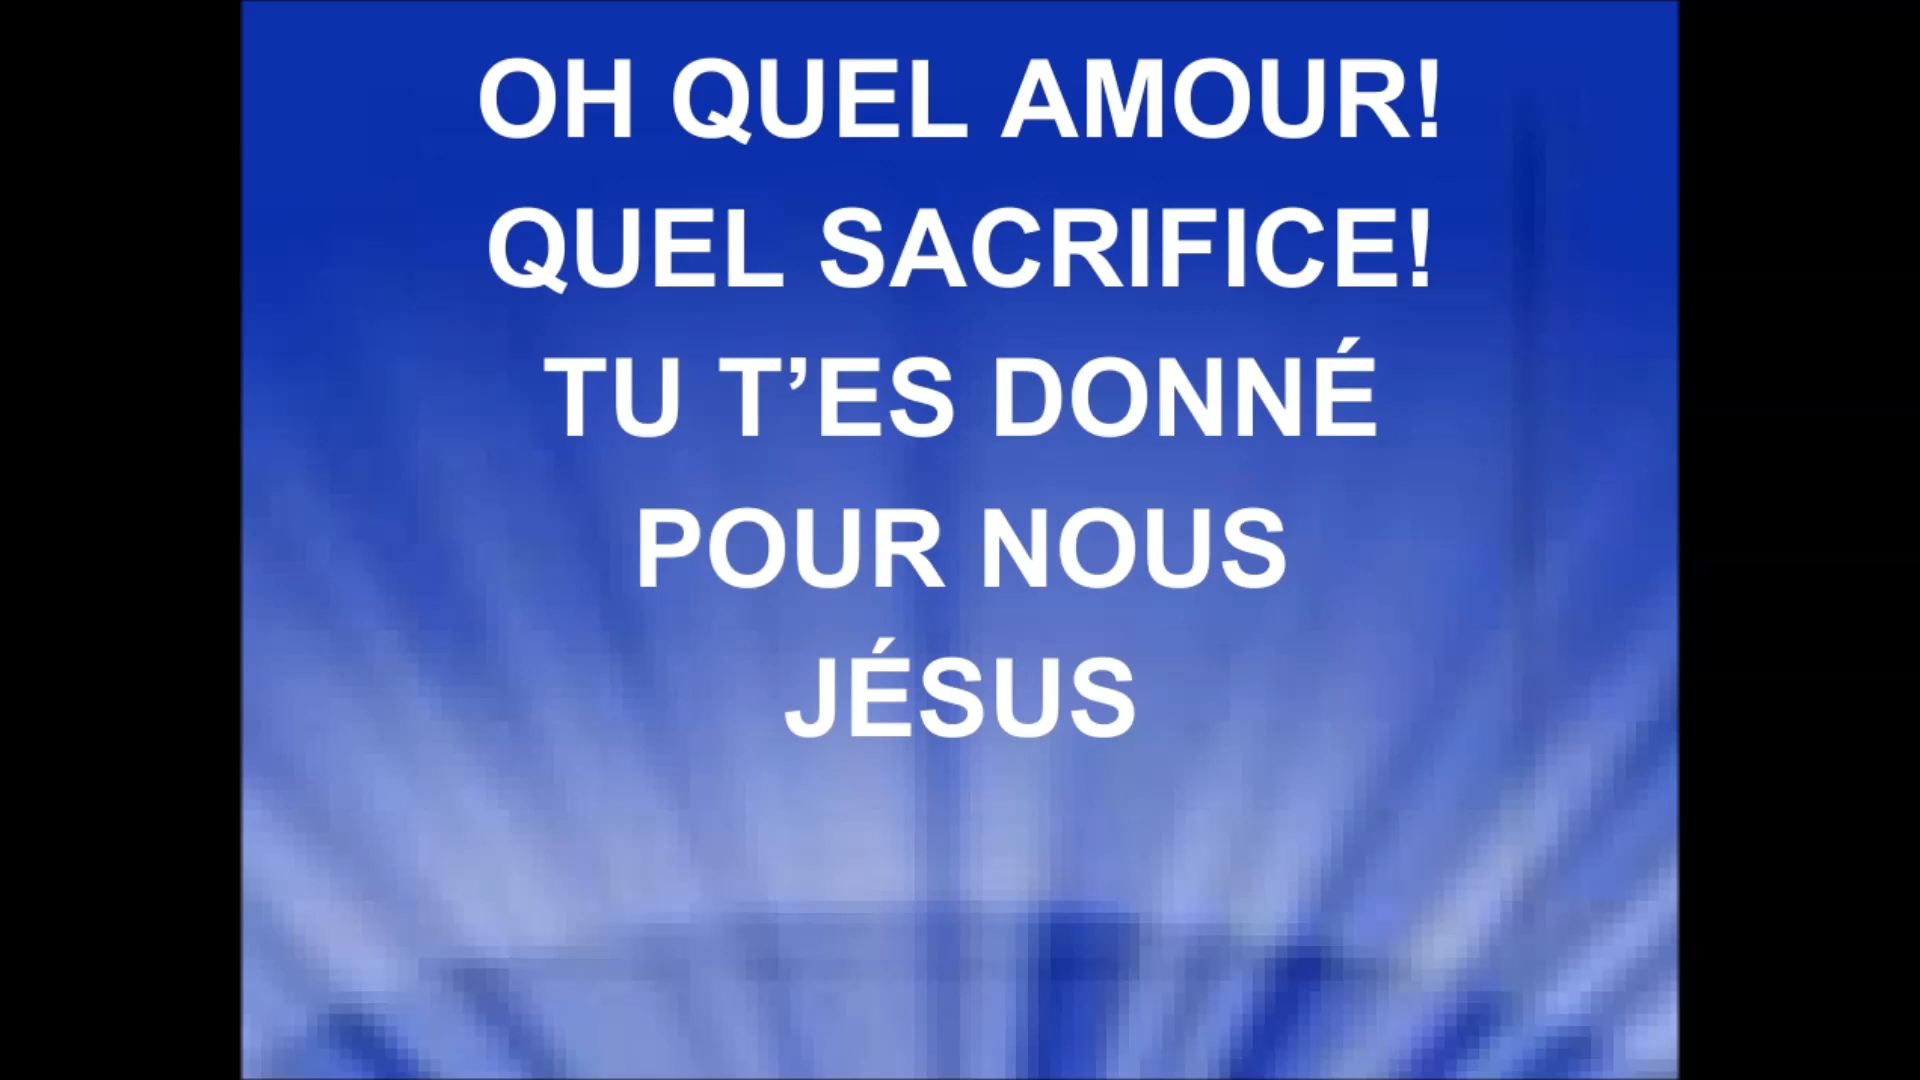 OH QUEL AMOUR!
QUEL SACRIFICE!
TU T’ES DONNÉ
POUR NOUS
JÉSUS